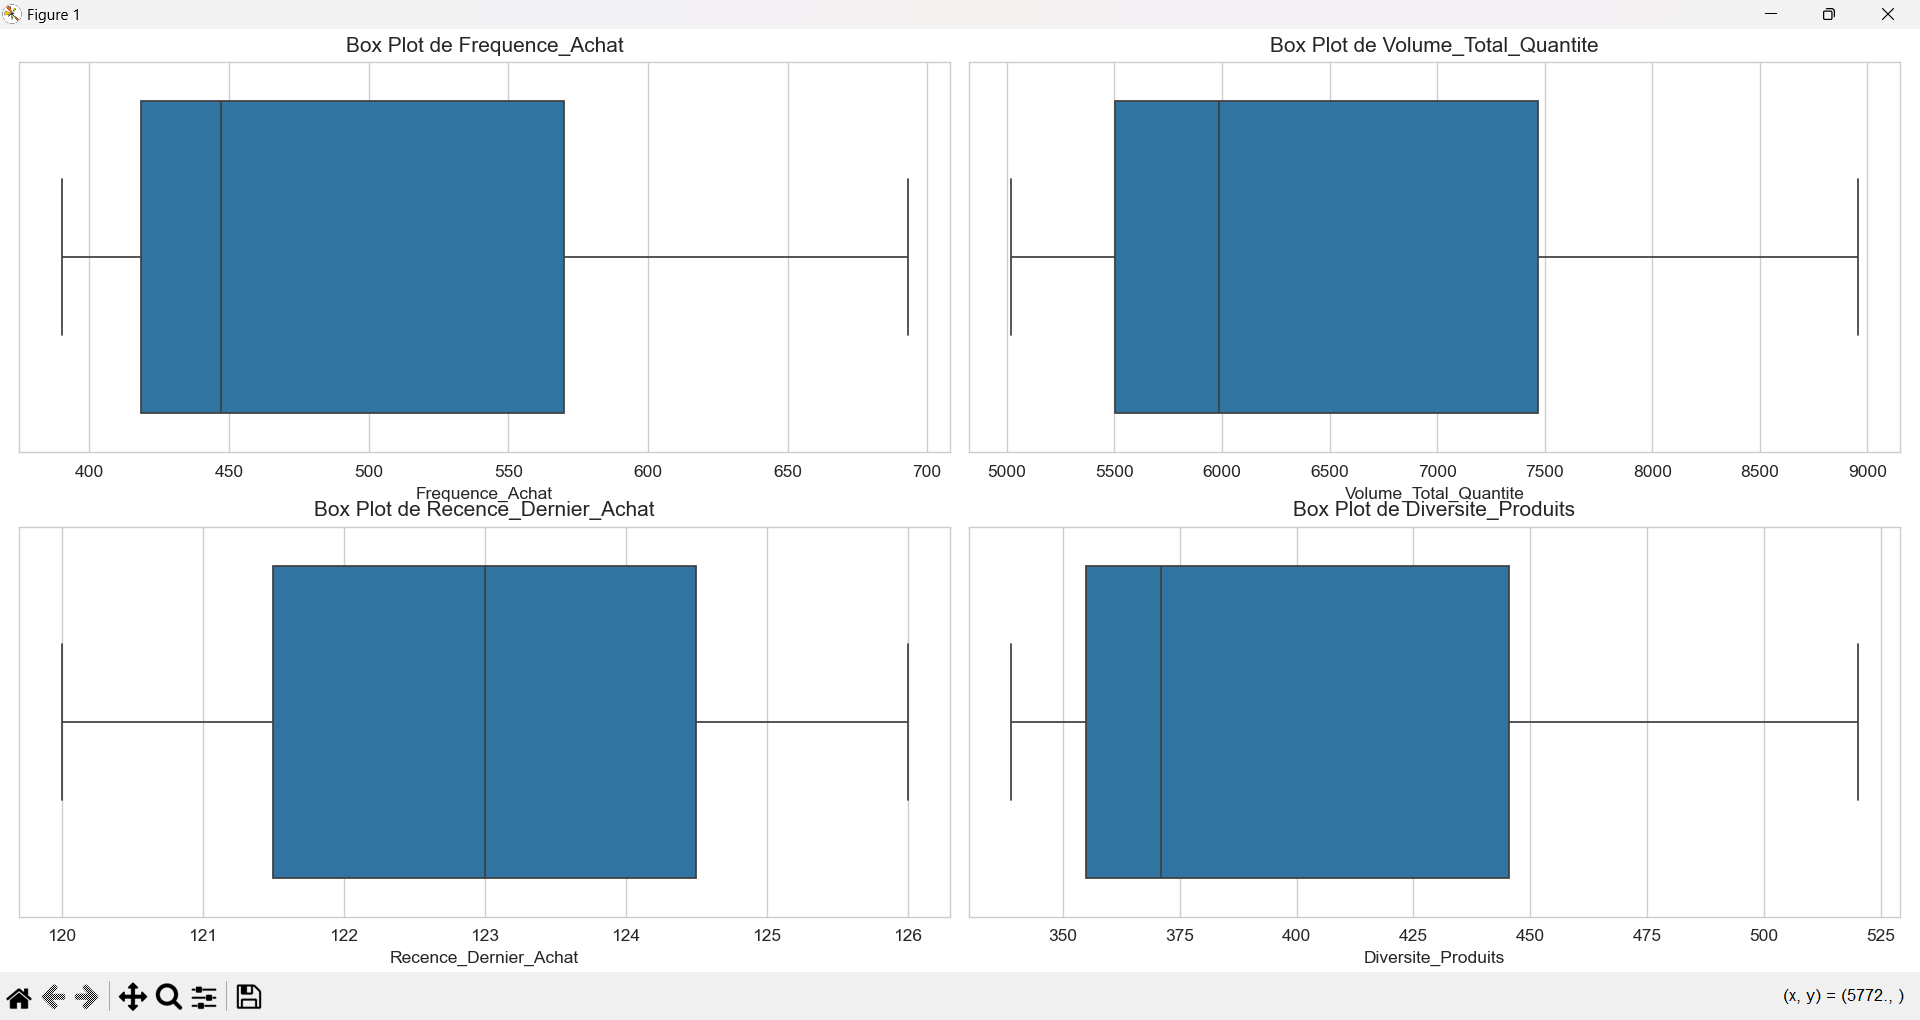 Figure 1
Box Plot de Frequence_Achat
400 450 500 550 600 650 700
Frequence_Achat
Box Plot de Volume_Total_Quantite
5000 5500 6000 6500 7000 7500 8000 8500 9000
Volume_Total_Quantite
Box Plot de Recence_Dernier_Achat
120 121 122 123 124 125 126
Recence_Dernier_Achat
Box Plot de Diversite_Produits
350 375 400 425 450 475 500 525
Diversite_Produits
(x, y) = (5772., )